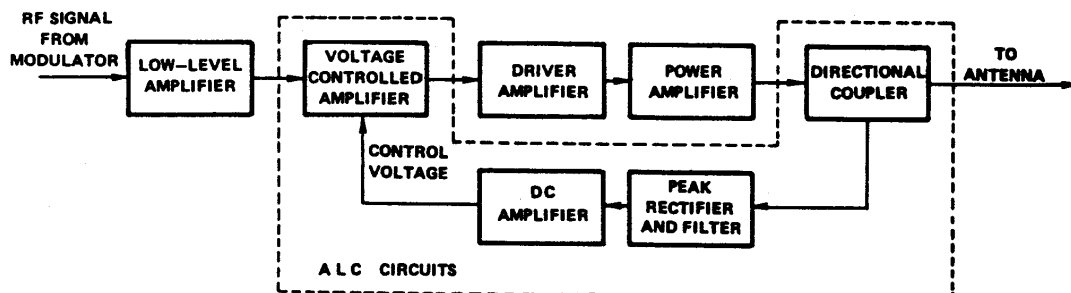 RF SIGNAL
FROM
MODULATOR
LOW-LEVEL
AMPLIFIER
VOLTAGE
CONTROLLED
AMPLIFIER
DRIVER
AMPLIFIER
POWER
AMPLIFIER
DIRECTIONAL
COUPLER
TO
ANTENNA
CONTROL
VOLTAGE
DC
AMPLIFIER
PEAK
RECTIFIER
AND FILTER
A L C CIRCUITS